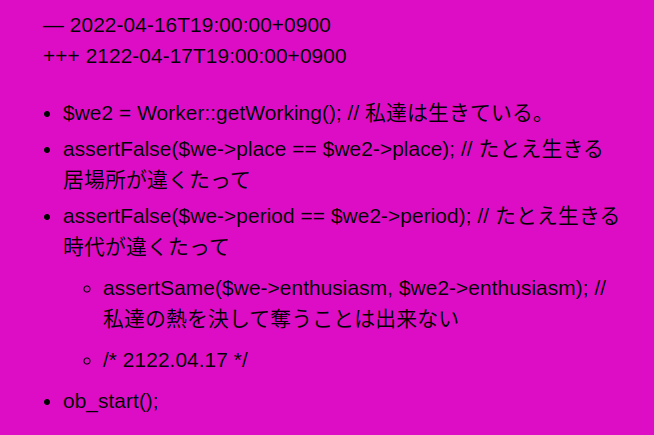 — 2022-04-16T19:00:00+0900
+++ 2122-04-17T19:00:00+0900
• $we2 = Worker::getWorking(); // 私達は生きている。
• assertFalse($we->place == $we2->place); // たとえ生きる
居場所が違くたって
• assertFalse($we->period == $we2->period); // たとえ生きる
時代が違くたって
◦ assertSame($we->enthusiasm, $we2->enthusiasm); //
私達の熱を決して奪うことは出来ない
◦ /* 2122.04.17 */
• ob_start();